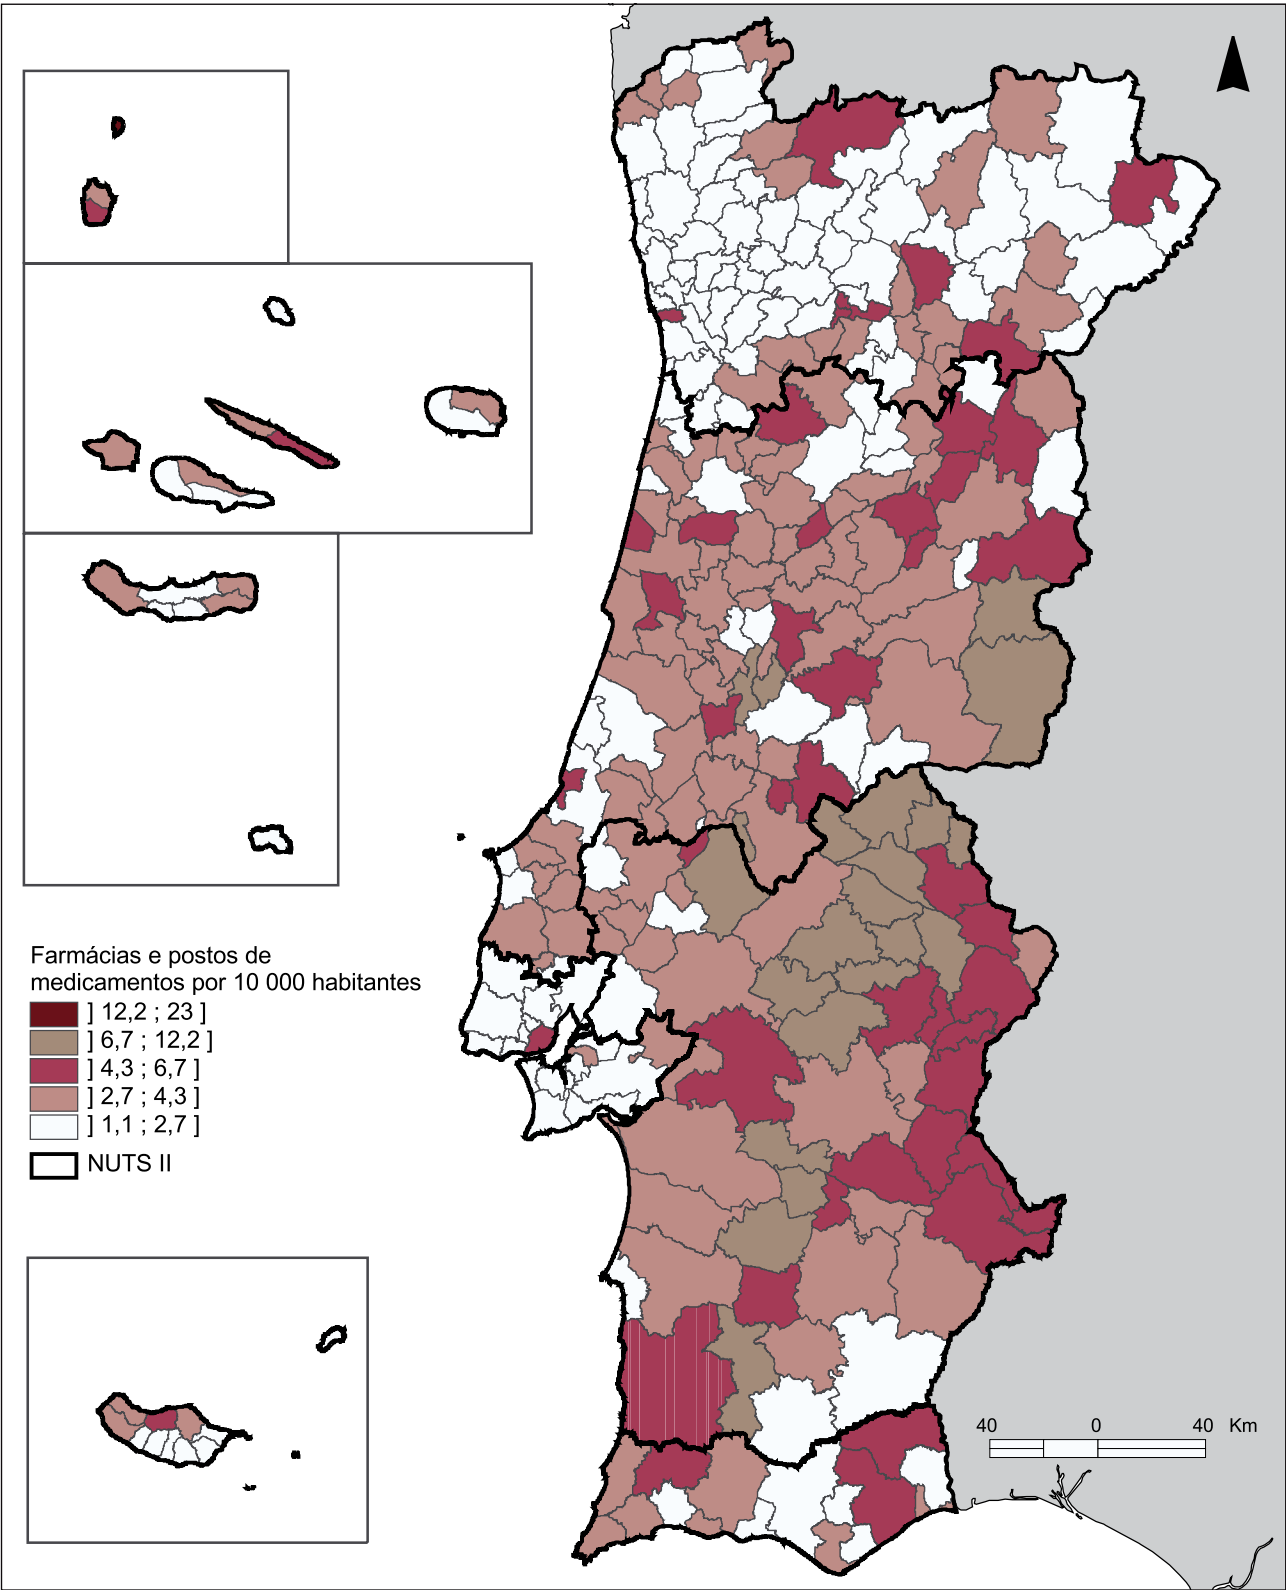 Farmácias e postos de
medicamentos por 10 000 habitantes
] 12,2 ; 23 ]
] 6,7 ; 12,2 ]
] 4,3 ; 6,7 ]
] 2,7 ; 4,3 ]
] 1,1 ; 2,7 ]
NUTS II
40 0 40 Km